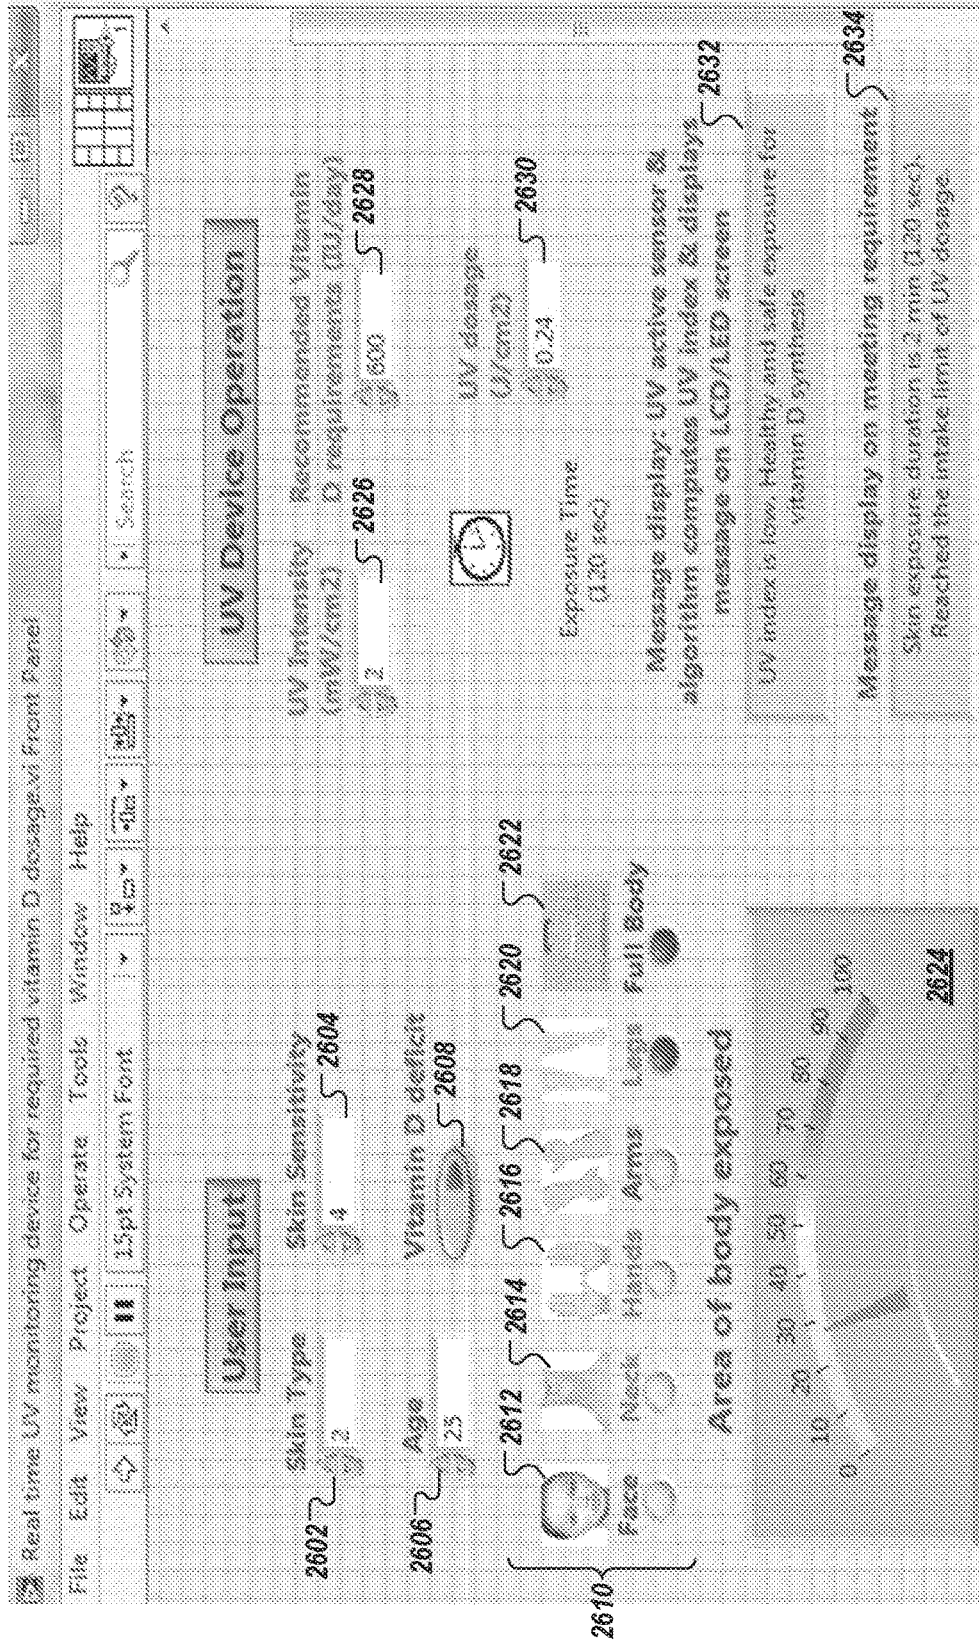 Real time UV monitoring device for required vitamin D dosage.vi Front Panel
File Edit View Project Operate Tools Window Help
15pt System Font
Search
?
User Input
Skin Type
2
2602
Skin Sensitivity
4
2604
Age
25
2606
Vitamin D deficit
2608
2610
2612
2614
2616
2618
2620
2622
Face Neck Hands Arms Legs Full Body
Area of body exposed
0 10 20 30 40 50 60 70 80 90 100
2624
UV Device Operation
UV Intensity
(mW/cm2)
2
2626
Recommended Vitamin
D requirements (IU/day)
600
2628
Exposure Time
(120 sec)
UV dosage
(J/cm2)
0.24
2630
Message display: UV active sensor &
algorithm computes UV index & displays
message on LCD/LED screen
2632
UV index is low. Healthy and safe exposure for
vitamin D synthesis
Message display on meeting requirement
2634
Skin exposure duration is 2 min (120 sec).
Reached the intake limit of UV dosage.